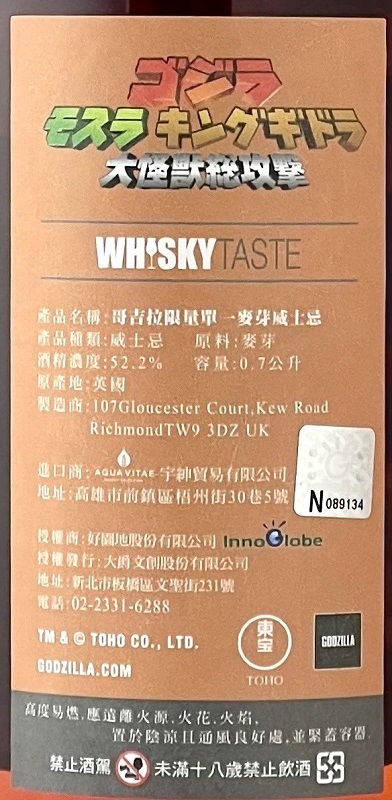 ゴジラ
モスラ キングギドラ
大怪獣総攻撃
WHISKYTASTE
產品名稱:哥吉拉限量單一麥芽威士忌
產品種類:威士忌 原料:麥芽
酒精濃度:52.2% 容量:0.7公升
原產地:英國
製造商:107Gloucester Court,Kew Road
RichmondTW9 3DZ UK
進口商: AQUA VITAE 宇紳貿易有限公司
地址:高雄市前鎮區梧州街30巷5號
N089134
授權商:好園地股份有限公司 InnoGlobe
授權發行:大爵文創股份有限公司
地址:新北市板橋區文聖街231號
電話:02-2331-6288
TM & © TOHO CO., LTD.
GODZILLA.COM
東宝
TOHO
GODZILLA
高度易燃,應遠離火源、火花、火焰,
置於陰涼且通風良好處,並緊蓋容器
禁止酒駕 未滿十八歲禁止飲酒